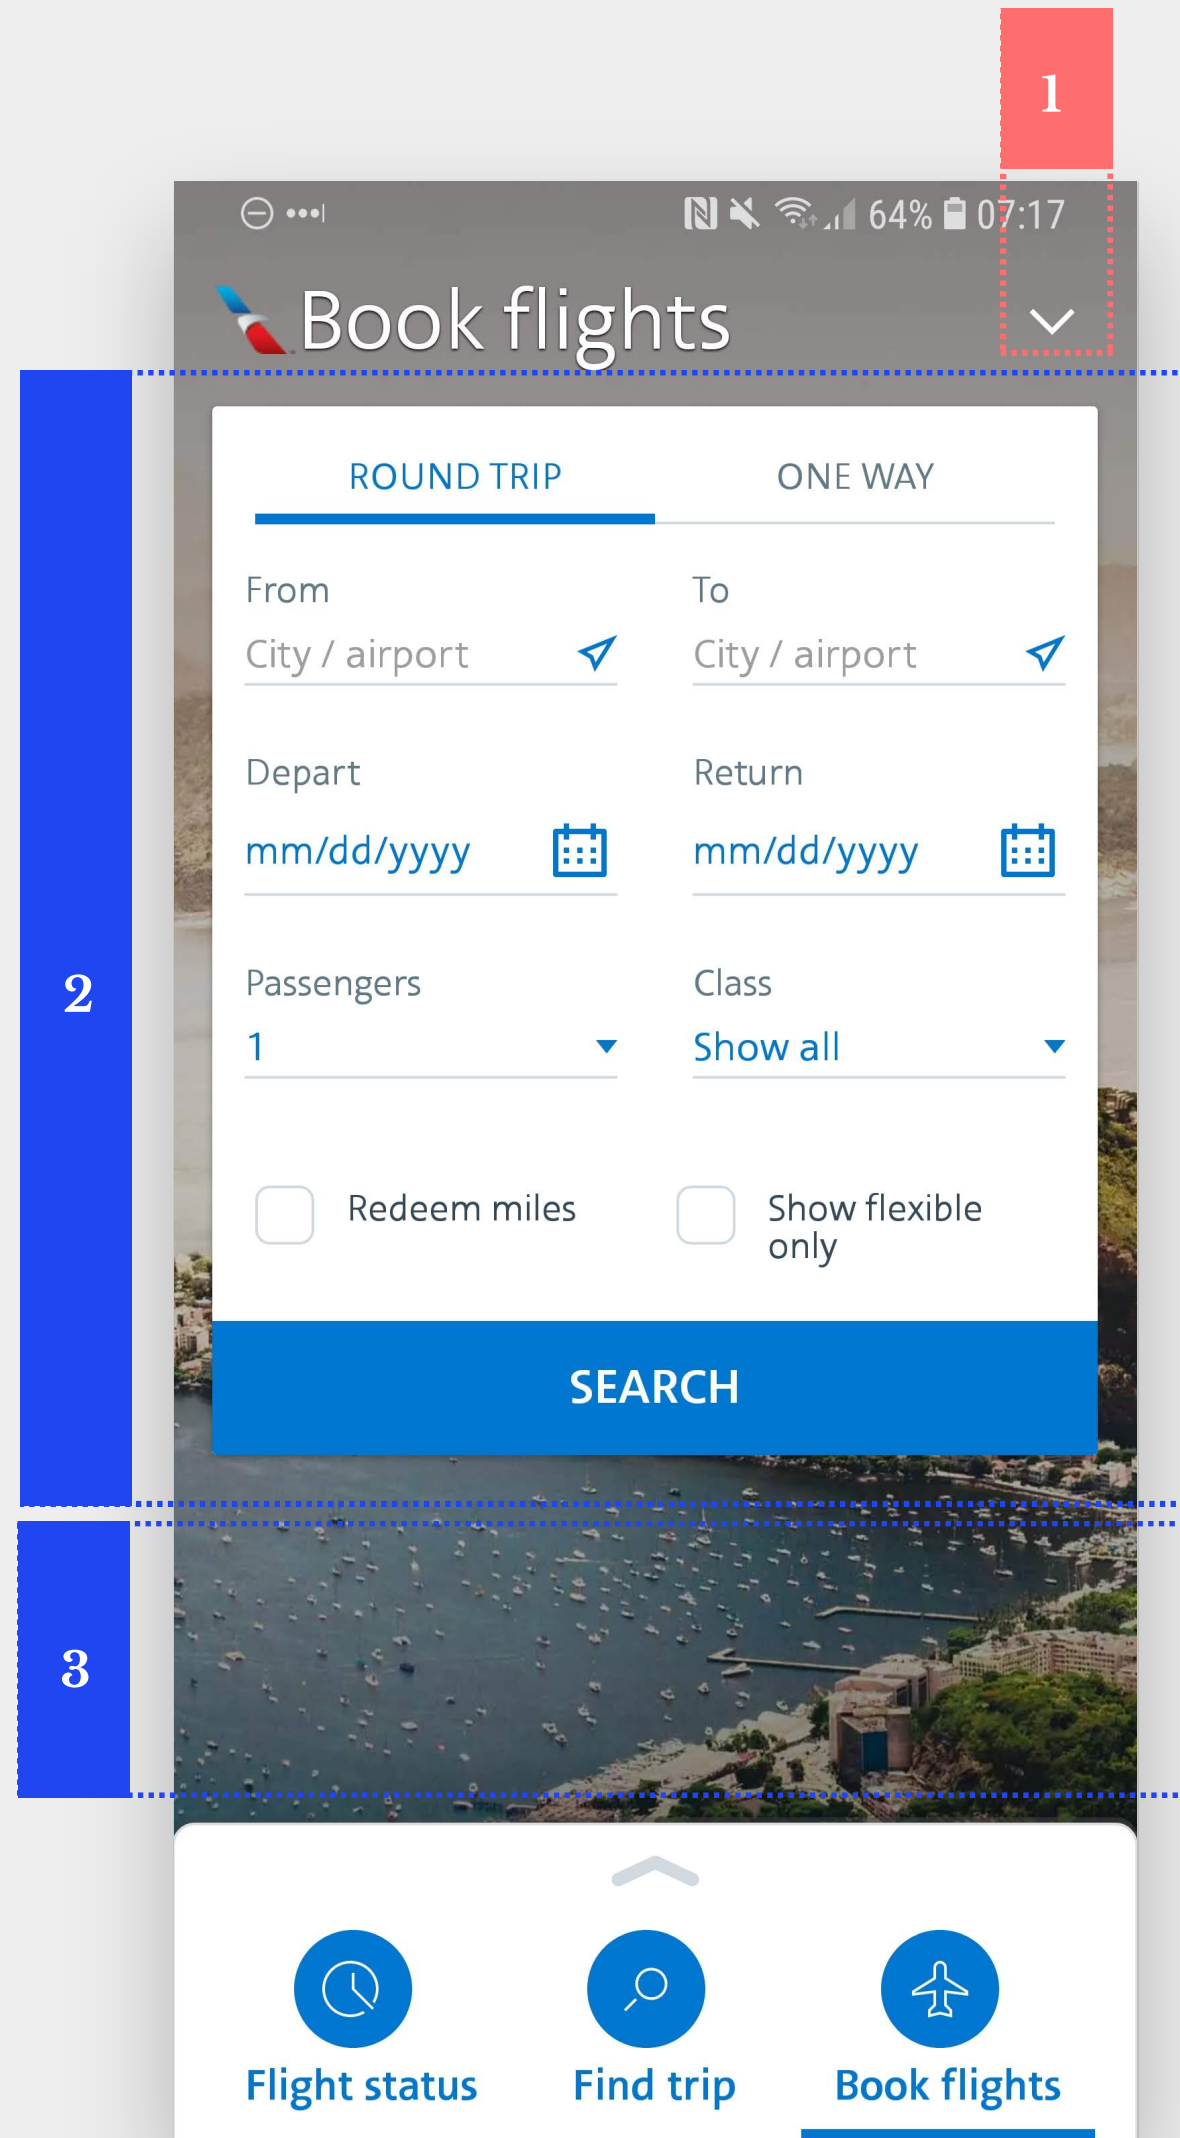 1
64% 07:17
Book flights
ROUND TRIP ONE WAY
From To
City / airport City / airport
Depart Return
mm/dd/yyyy mm/dd/yyyy
2
Passengers Class
1 Show all
Redeem miles Show flexible
only
SEARCH
3
Flight status Find trip Book flights